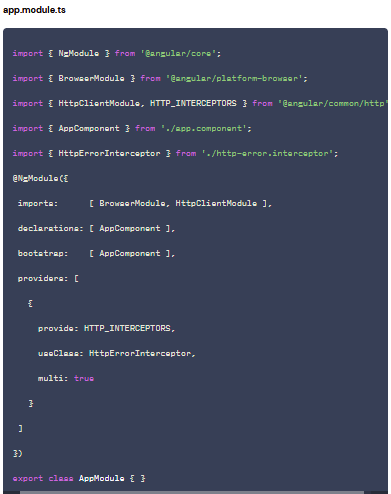 app.module.ts
import { NgModule } from '@angular/core';
import { BrowserModule } from '@angular/platform-browser';
import { HttpClientModule, HTTP_INTERCEPTORS } from '@angular/common/http'
import { AppComponent } from './app.component';
import { HttpErrorInterceptor } from './http-error.interceptor';
@NgModule({
imports: [ BrowserModule, HttpClientModule ],
declarations: [ AppComponent ],
bootstrap: [ AppComponent ],
providers: [
{
provide: HTTP_INTERCEPTORS,
useClass: HttpErrorInterceptor,
multi: true
}
]
})
export class AppModule { }